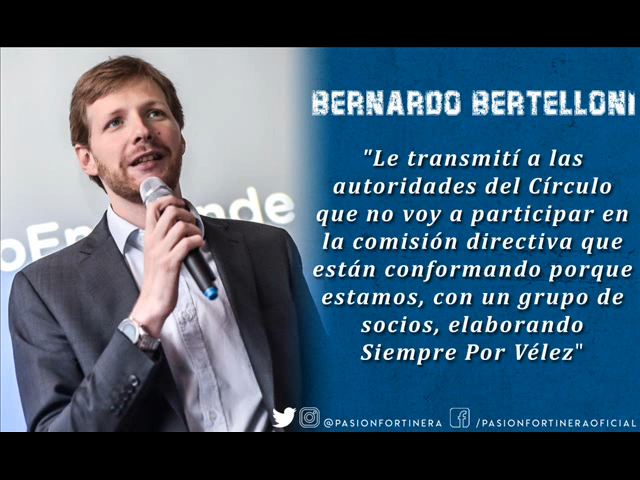 BERNARDO BERTELLONI
"Le transmití a las
autoridades del Círculo
que no voy a participar en
la comisión directiva que
están conformando porque
estamos, con un grupo de
socios, elaborando
Siempre Por Vélez"
@PASIONFORTINERA /PASIONFORTINERAOFICIAL